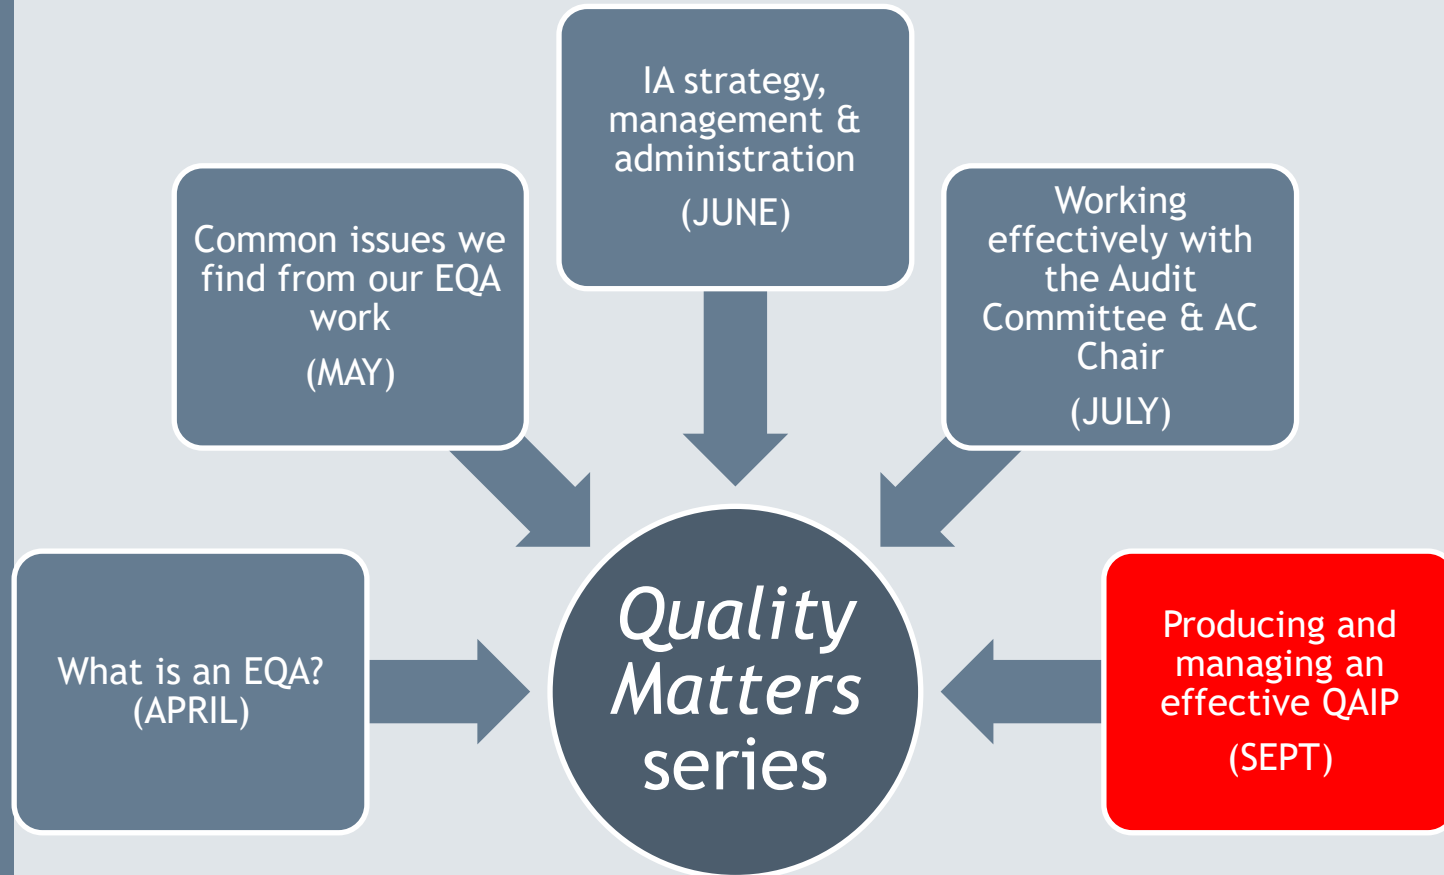 What is an EQA?
(APRIL)
Common issues we
find from our EQA
work
(MAY)
IA strategy,
management &
administration
(JUNE)
Working
effectively with
the Audit
Committee & AC
Chair
(JULY)
Producing and
managing an
effective QAIP
(SEPT)
Quality
Matters
series